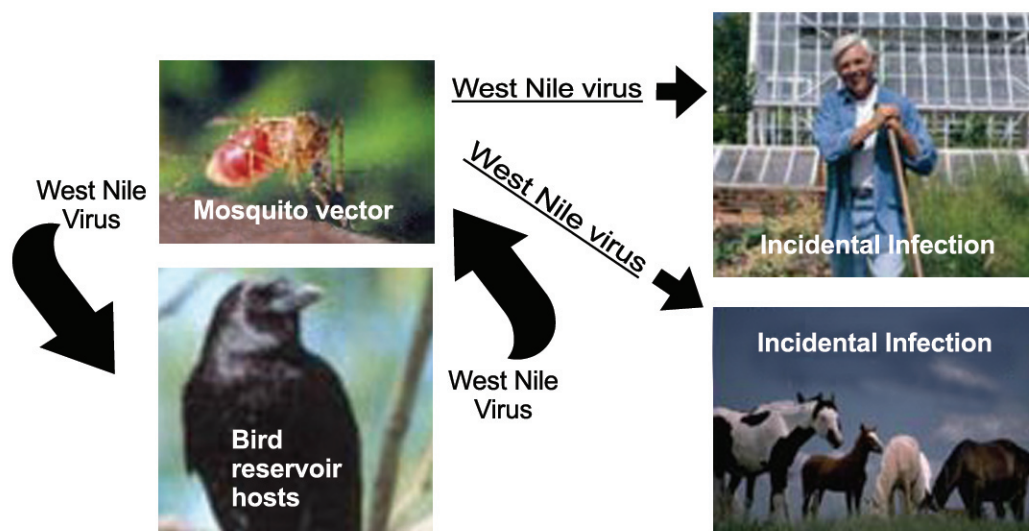 West Nile virus
West Nile virus
West Nile
Virus
Mosquito vector
Incidental Infection
Bird
reservoir
hosts
West Nile
Virus
Incidental Infection